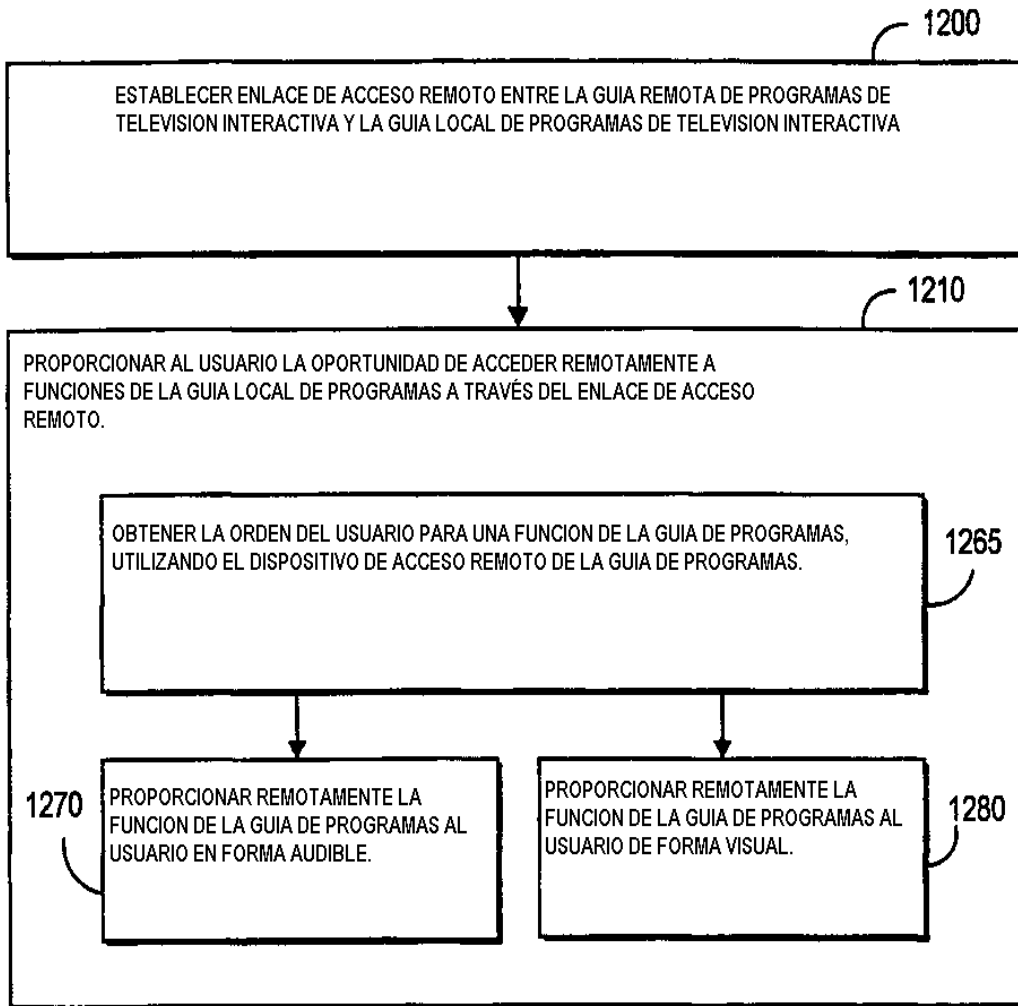 1200
ESTABLECER ENLACE DE ACCESO REMOTO ENTRE LA GUIA REMOTA DE PROGRAMAS DE
TELEVISION INTERACTIVA Y LA GUIA LOCAL DE PROGRAMAS DE TELEVISION INTERACTIVA
1210
PROPORCIONAR AL USUARIO LA OPORTUNIDAD DE ACCEDER REMOTAMENTE A
FUNCIONES DE LA GUIA LOCAL DE PROGRAMAS A TRAVÉS DEL ENLACE DE ACCESO
REMOTO.
OBTENER LA ORDEN DEL USUARIO PARA UNA FUNCION DE LA GUIA DE PROGRAMAS,
UTILIZANDO EL DISPOSITIVO DE ACCESO REMOTO DE LA GUIA DE PROGRAMAS.
1265
1270
PROPORCIONAR REMOTAMENTE LA
FUNCION DE LA GUIA DE PROGRAMAS AL
USUARIO EN FORMA AUDIBLE.
PROPORCIONAR REMOTAMENTE LA
FUNCION DE LA GUIA DE PROGRAMAS AL
USUARIO DE FORMA VISUAL.
1280